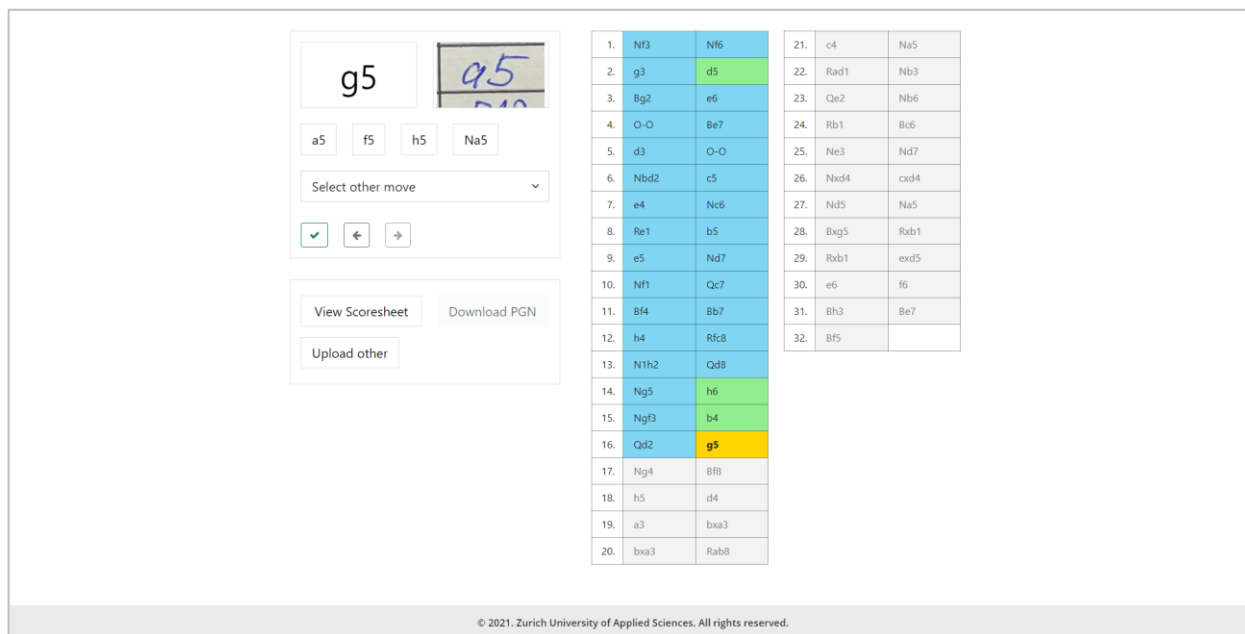 g5
a5
a5 f5 h5 Na5
Select other move
View Scoresheet Download PGN
Upload other
1. Nf3 Nf6
2. g3 d5
3. Bg2 e6
4. O-O Be7
5. d3 O-O
6. Nbd2 c5
7. e4 Nc6
8. Re1 b5
9. e5 Nd7
10. Nf1 Qc7
11. Bf4 Bb7
12. h4 Rfc8
13. N1h2 Qd8
14. Ng5 h6
15. Ngf3 b4
16. Qd2 g5
17. Ng4 Bf8
18. h5 d4
19. a3 bxa3
20. bxa3 Rab8
21. c4 Na5
22. Rad1 Nb3
23. Qe2 Nb6
24. Rb1 Bc6
25. Ne3 Nd7
26. Nxd4 cxd4
27. Nd5 Na5
28. Bxg5 Rxb1
29. Rxb1 exd5
30. e6 f6
31. Bh3 Be7
32. Bf5
© 2021. Zurich University of Applied Sciences. All rights reserved.